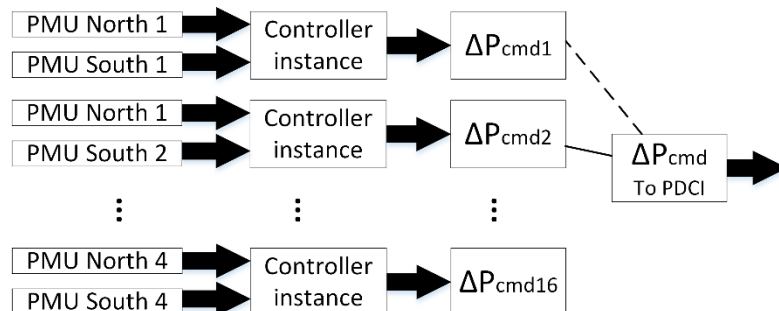 PMU North 1
PMU South 1
Controller
instance
ΔPcmd1
PMU North 1
PMU South 2
Controller
instance
ΔPcmd2
ΔPcmd
To PDCI
PMU North 4
PMU South 4
Controller
instance
ΔPcmd16